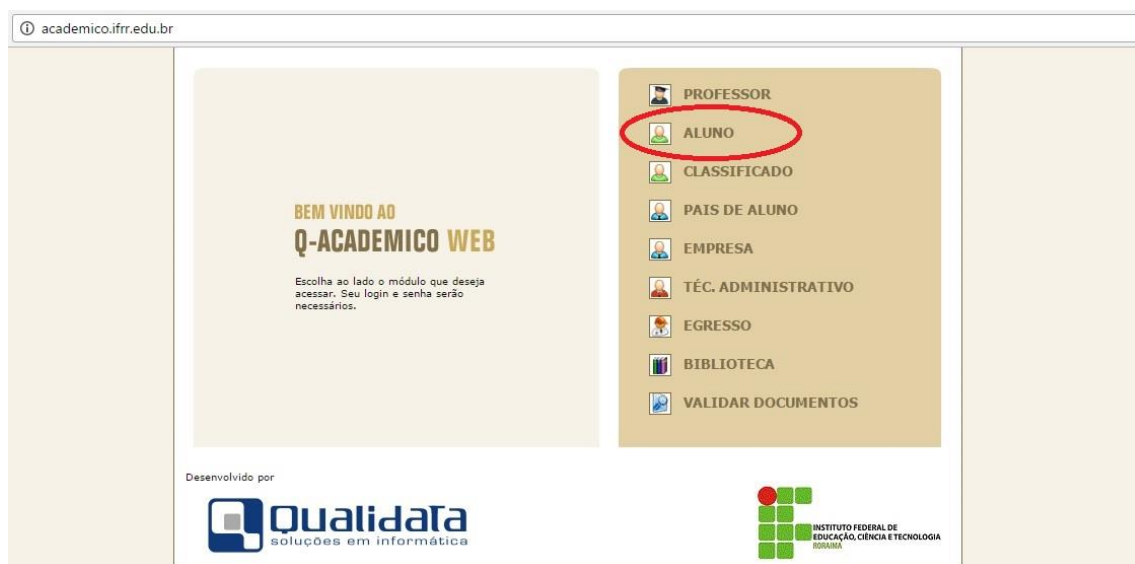 academico.ifrr.edu.br
BEM VINDO AO
Q-ACADEMICO WEB
Escolha ao lado o módulo que deseja
acessar. Seu login e senha serão
necessários.
PROFESSOR
ALUNO
CLASSIFICADO
PAIS DE ALUNO
EMPRESA
TÉC. ADMINISTRATIVO
EGRESSO
BIBLIOTECA
VALIDAR DOCUMENTOS
Desenvolvido por
Qualidata
soluções em informática
INSTITUTO FEDERAL DE
EDUCAÇÃO, CIÊNCIA E TECNOLOGIA
RORAIMA